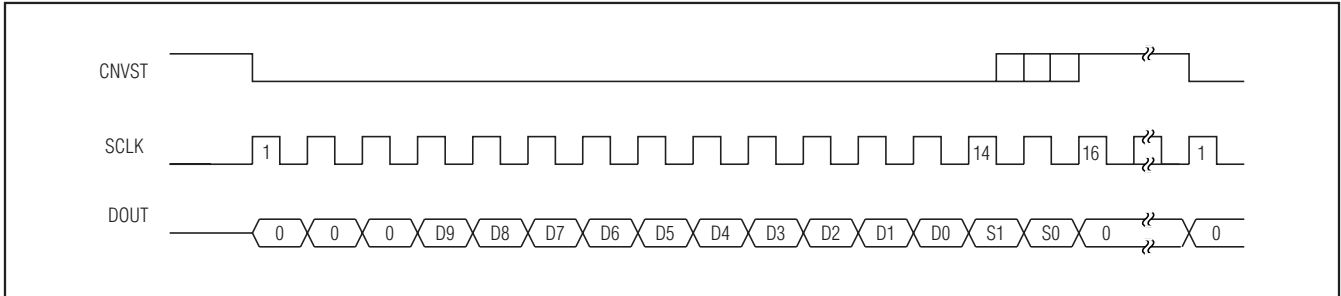 CNVST
SCLK 1 14 16 1
DOUT 0 0 0 D9 D8 D7 D6 D5 D4 D3 D2 D1 D0 S1 S0 0 0